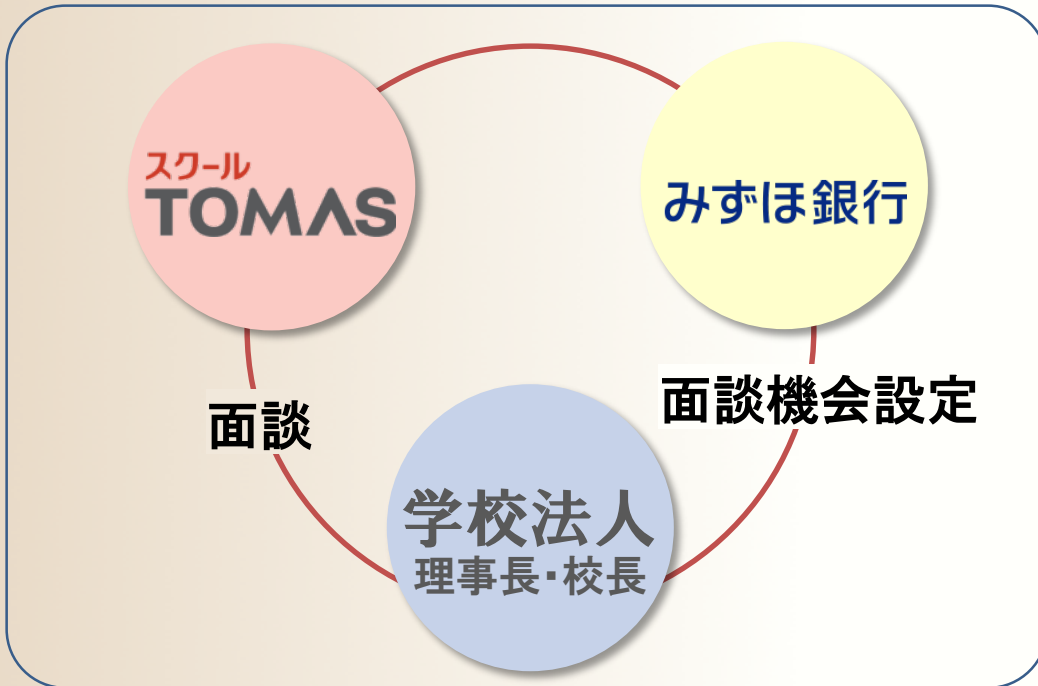 スクール
TOMAS
みずほ銀行
面談
面談機会設定
学校法人
理事長・校長